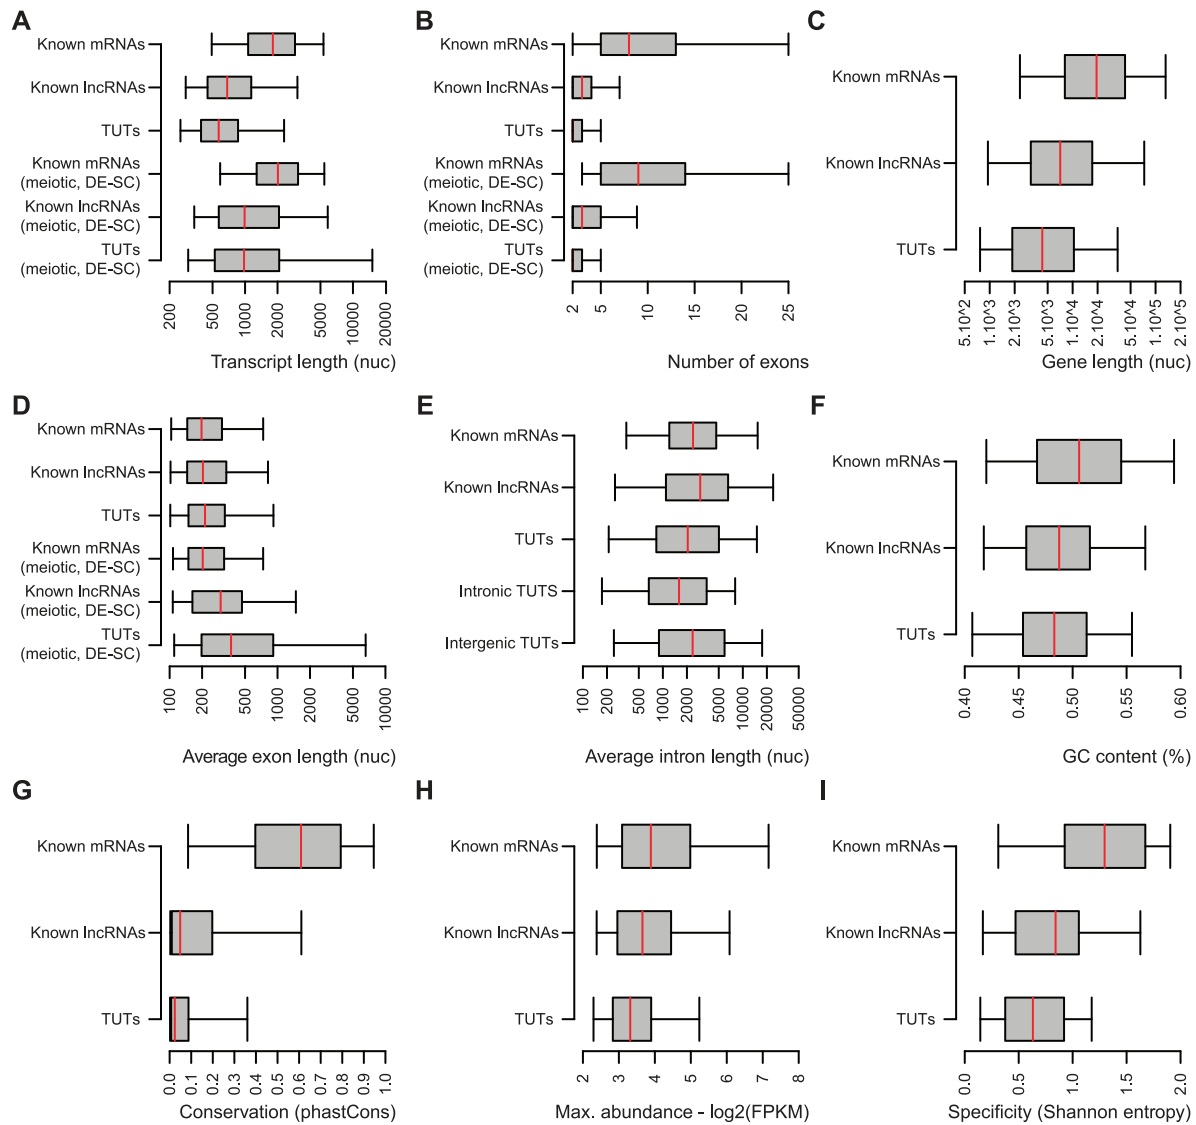 A
Known mRNAs
Known lncRNAs
TUTs
Known mRNAs
(meiotic, DE-SC)
Known lncRNAs
(meiotic, DE-SC)
TUTs
(meiotic, DE-SC)
200 500 1000 2000 5000 10000 20000
Transcript length (nuc)
B
Known mRNAs
Known lncRNAs
TUTs
Known mRNAs
(meiotic, DE-SC)
Known lncRNAs
(meiotic, DE-SC)
TUTs
(meiotic, DE-SC)
2 5 10 15 20 25
Number of exons
C
Known mRNAs
Known lncRNAs
TUTs
5.10^2 1.10^3 2.10^3 5.10^3 1.10^4 2.10^4 5.10^4 1.10^5 2.10^5
Gene length (nuc)
D
Known mRNAs
Known lncRNAs
TUTs
Known mRNAs
(meiotic, DE-SC)
Known lncRNAs
(meiotic, DE-SC)
TUTs
(meiotic, DE-SC)
100 200 500 1000 2000 5000 10000
Average exon length (nuc)
E
Known mRNAs
Known lncRNAs
TUTs
Intronic TUTS
Intergenic TUTs
100 200 500 1000 2000 5000 10000 20000 50000
Average intron length (nuc)
F
Known mRNAs
Known lncRNAs
TUTs
0.40 0.45 0.50 0.55 0.60
GC content (%)
G
Known mRNAs
Known lncRNAs
TUTs
0.0 0.1 0.2 0.3 0.4 0.5 0.6 0.7 0.8 0.9 1.0
Conservation (phastCons)
H
Known mRNAs
Known lncRNAs
TUTs
2 3 4 5 6 7 8
Max. abundance - log2(FPKM)
I
Known mRNAs
Known lncRNAs
TUTs
0.0 0.5 1.0 1.5 2.0
Specificity (Shannon entropy)